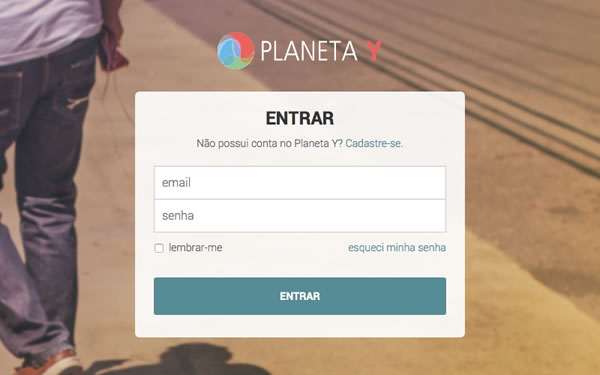 PLANETA Y
ENTRAR
Não possui conta no Planeta Y? Cadastre-se.
email
senha
lembrar-me
esqueci minha senha
ENTRAR